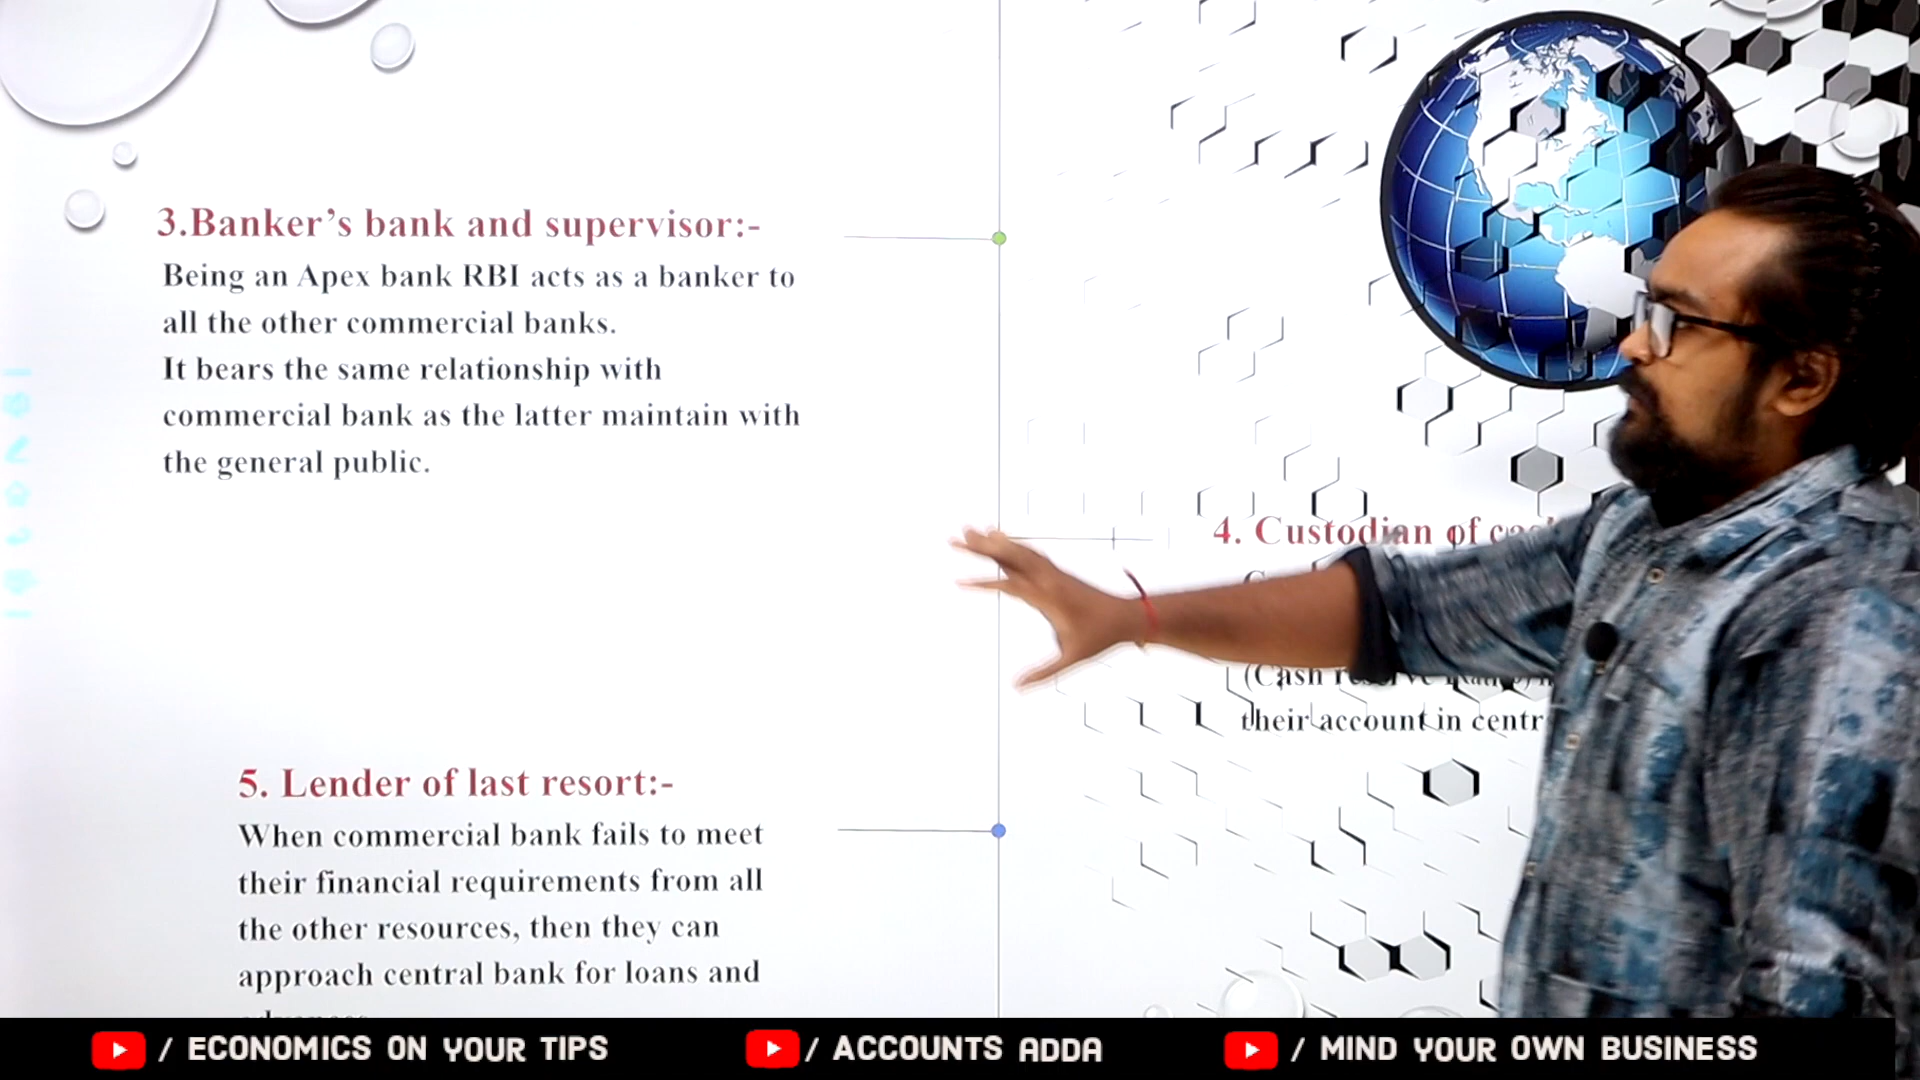 3.Banker’s bank and supervisor:-
Being an Apex bank RBI acts as a banker to
all the other commercial banks.
It bears the same relationship with
commercial bank as the latter maintain with
the general public.
4. Custodian of
(Cash reserve
their account in
5. Lender of last resort:-
When commercial bank fails to meet
their financial requirements from all
the other resources, then they can
approach central bank for loans and
/ ECONOMICS ON YOUR TIPS
/ ACCOUNTS ADDA
/ MIND YOUR OWN BUSINESS